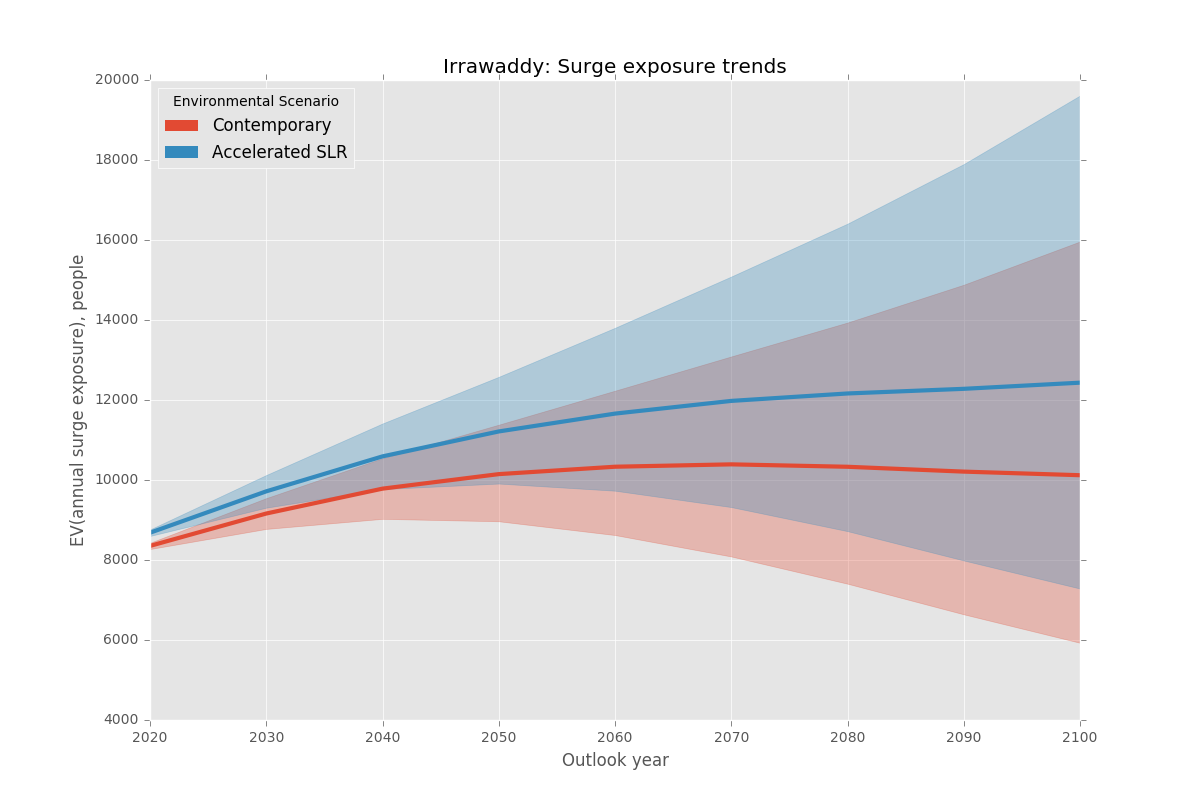 Irrawaddy: Surge exposure trends
Environmental Scenario
Contemporary
Accelerated SLR
EV(annual surge exposure), people
20000
18000
16000
14000
12000
10000
8000
6000
4000
2020 2030 2040 2050 2060 2070 2080 2090 2100
Outlook year